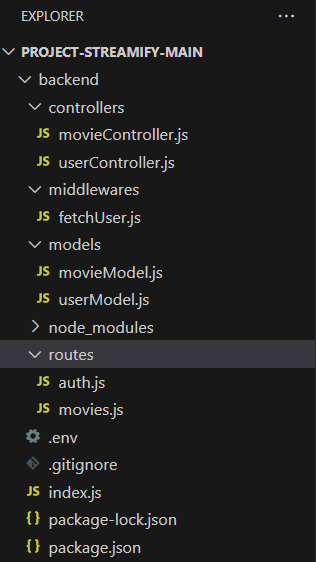 EXPLORER ...
PROJECT-STREAMIFY-MAIN
backend
controllers
JS movieController.js
JS userController.js
middlewares
JS fetchUser.js
models
JS movieModel.js
JS userModel.js
node_modules
routes
JS auth.js
JS movies.js
.env
.gitignore
JS index.js
{} package-lock.json
{} package.json